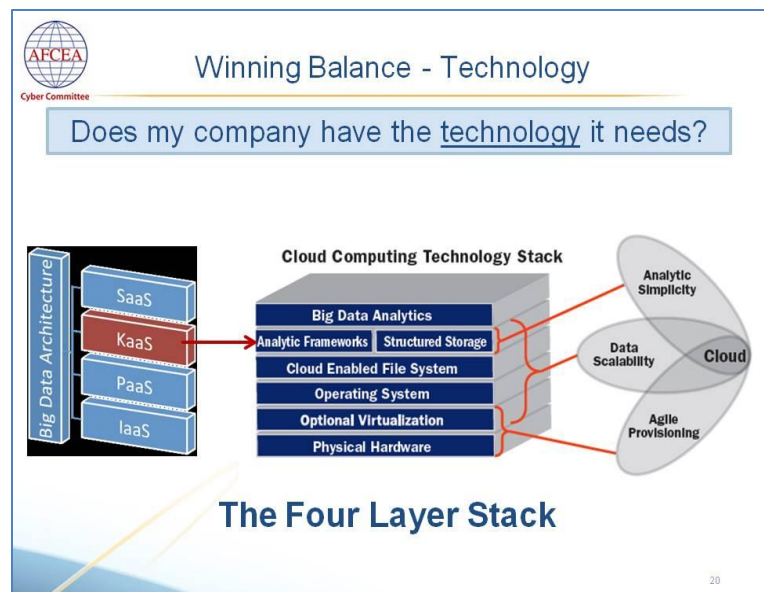 AFCEA
Cyber Committee
Winning Balance - Technology
Does my company have the technology it needs?
Big Data Architecture
SaaS
KaaS
PaaS
IaaS
Cloud Computing Technology Stack
Big Data Analytics
Analytic Frameworks
Structured Storage
Cloud Enabled File System
Operating System
Optional Virtualization
Physical Hardware
Analytic
Simplicity
Data
Scalability
Cloud
Agile
Provisioning
The Four Layer Stack
20